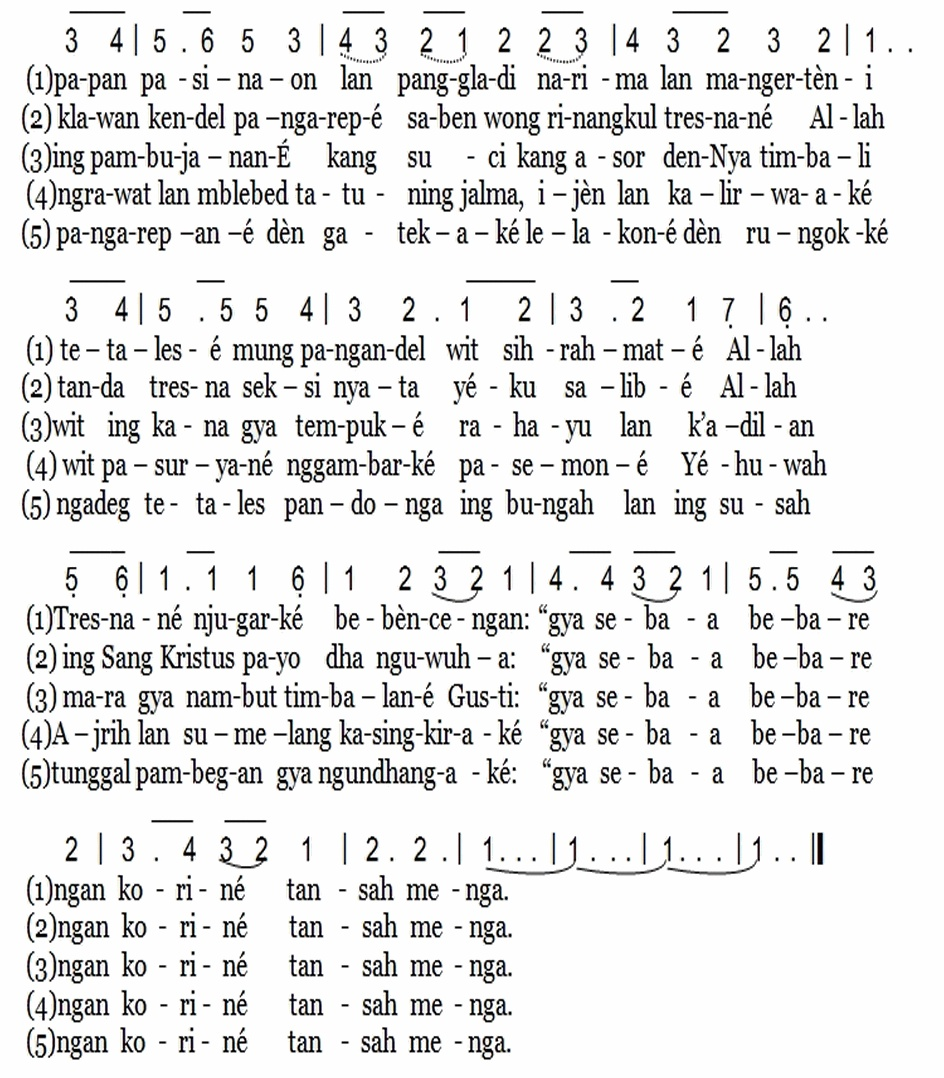 3 4 | 5 . 6 5 3 | 4 3 2 1 2 2 3 | 4 3 2 3 2 | 1 . .
(1)pa-pan pa - si – na – on lan pang-gla-di na-ri - ma lan ma-nger-tèn - i
(2) kla-wan ken-del pa –nga-rep-é sa-ben wong ri-nangkul tres-na-né Al - lah
(3)ing pam-bu-ja – nan-É kang su - ci kang a - sor den-Nya tim-ba – li
(4)ngra-wat lan mblebed ta - tu - ning jalma, i – jèn lan ka – lir – wa- a - ké
(5) pa-nga-rep –an –é dèn ga - tek – a – ké le – la - kon-é dèn ru – ngok -ké
3 4 | 5 . 5 5 4 | 3 2 . 1 2 | 3 . 2 1 7̣ | 6̣ . .
(1) te – ta – les - é mung pa-ngan-del wit sih - rah – mat – é Al - lah
(2) tan-da tres- na sek – si nya – ta yé - ku sa – lib - é Al - lah
(3)wit ing ka - na gya tem-puk – é ra - ha - yu lan k’a –dil - an
(4) wit pa – sur – ya-né nggam-bar-ké pa - se – mon – é Yé - hu - wah
(5) ngadeg te - ta - les pan – do – nga ing bu-ngah lan ing su - sah
5̣ 6̣ | 1 . 1 1 6̣ | 1 2 3 2 1 | 4 . 4 3 2 1 | 5 . 5 4 3
(1)Tres-na - né nju-gar-ké be - bèn-ce - ngan: “gya se - ba - a be –ba – re
(2) ing Sang Kristus pa-yo dha ngu-wuh – a: “gya se - ba - a be –ba – re
(3) ma-ra gya nam-but tim-ba – lan-é Gus-ti: “gya se - ba - a be –ba – re
(4)A – jrih lan su – me –lang ka-sing-kir-a - ké “gya se - ba - a be –ba – re
(5)tunggal pam-beg-an gya ngundhang-a - ké: “gya se - ba - a be –ba – re
2 | 3 . 4 3 2 1 | 2 . 2 . | 1 . . . | 1 . . . | 1 . . . | 1 . . ||
(1)ngan ko - ri - né tan - sah me - nga.
(2)ngan ko - ri - né tan - sah me - nga.
(3)ngan ko - ri - né tan - sah me - nga.
(4)ngan ko - ri - né tan - sah me - nga.
(5)ngan ko - ri - né tan - sah me - nga.